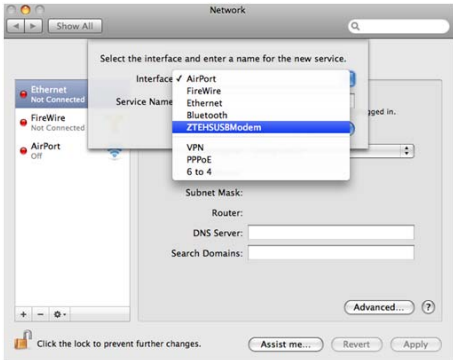 Network
Show All
Select the interface and enter a name for the new service.
Interface ✓ AirPort
FireWire
Ethernet
Bluetooth
ZTEHSUSBModem
VPN
PPPoE
6 to 4
Service Name
Ethernet
Not Connected
FireWire
Not Connected
AirPort
Off
gged in.
Subnet Mask:
Router:
DNS Server:
Search Domains:
Advanced... ?
+ −
Click the lock to prevent further changes.
Assist me... Revert Apply